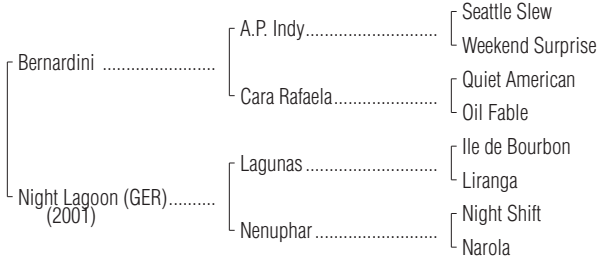 Seattle Slew
A.P. Indy
Weekend Surprise
Bernardini
Quiet American
Cara Rafaela
Oil Fable
Ile de Bourbon
Lagunas
Liranga
Night Lagoon (GER)
(2001)
Night Shift
Nenuphar
Narola